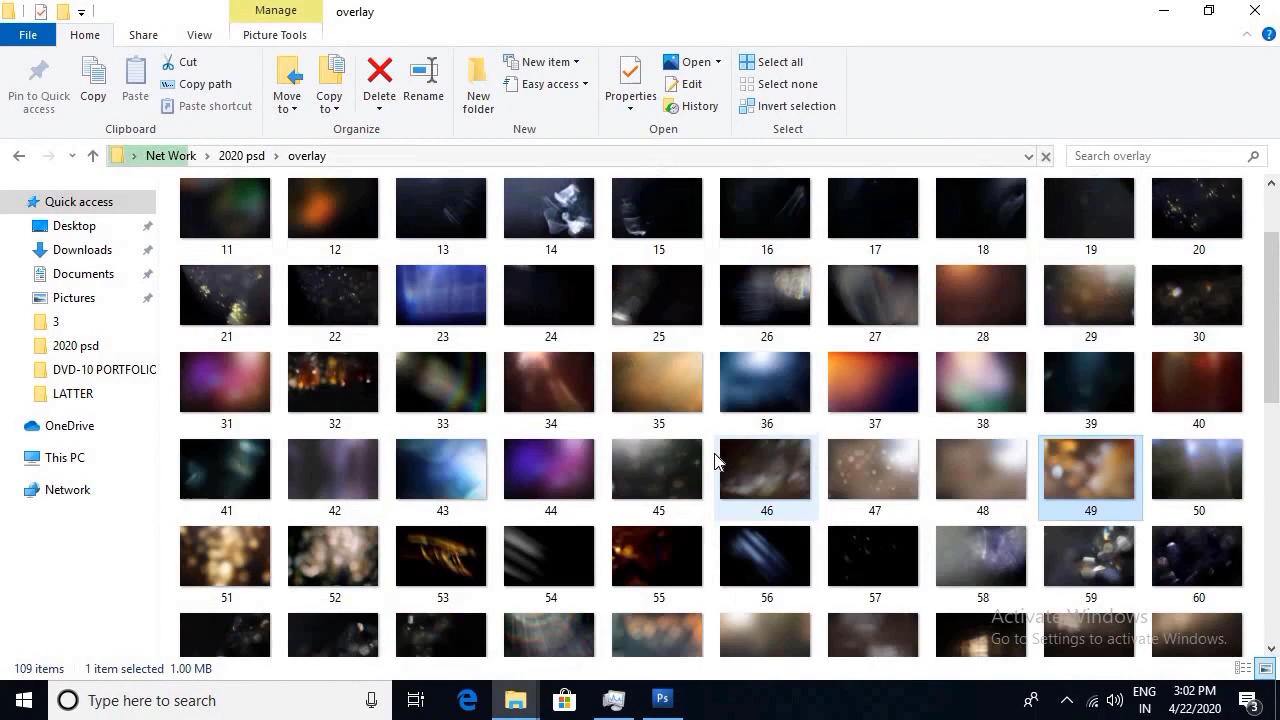 Manage
overlay
File
Home
Share
View
Picture Tools
Pin to Quick access
Copy
Paste
Cut
Copy path
Paste shortcut
Move to
Copy to
Delete
Rename
New folder
New item
Easy access
Properties
Open
Edit
History
Select all
Select none
Invert selection
Clipboard
Organize
New
Open
Select
Net Work
2020 psd
overlay
Search overlay
Quick access
Desktop
Downloads
Documents
Pictures
3
2020 psd
DVD-10 PORTFOLIC
LATTER
OneDrive
This PC
Network
11 12 13 14 15 16 17 18 19 20
21 22 23 24 25 26 27 28 29 30
31 32 33 34 35 36 37 38 39 40
41 42 43 44 45 46 47 48 49 50
51 52 53 54 55 56 57 58 59 60
Activate Windows
Go to Settings to activate Windows.
109 items 1 item selected 1.00 MB
Type here to search
Ps
ENG
IN
3:02 PM
4/22/2020
3